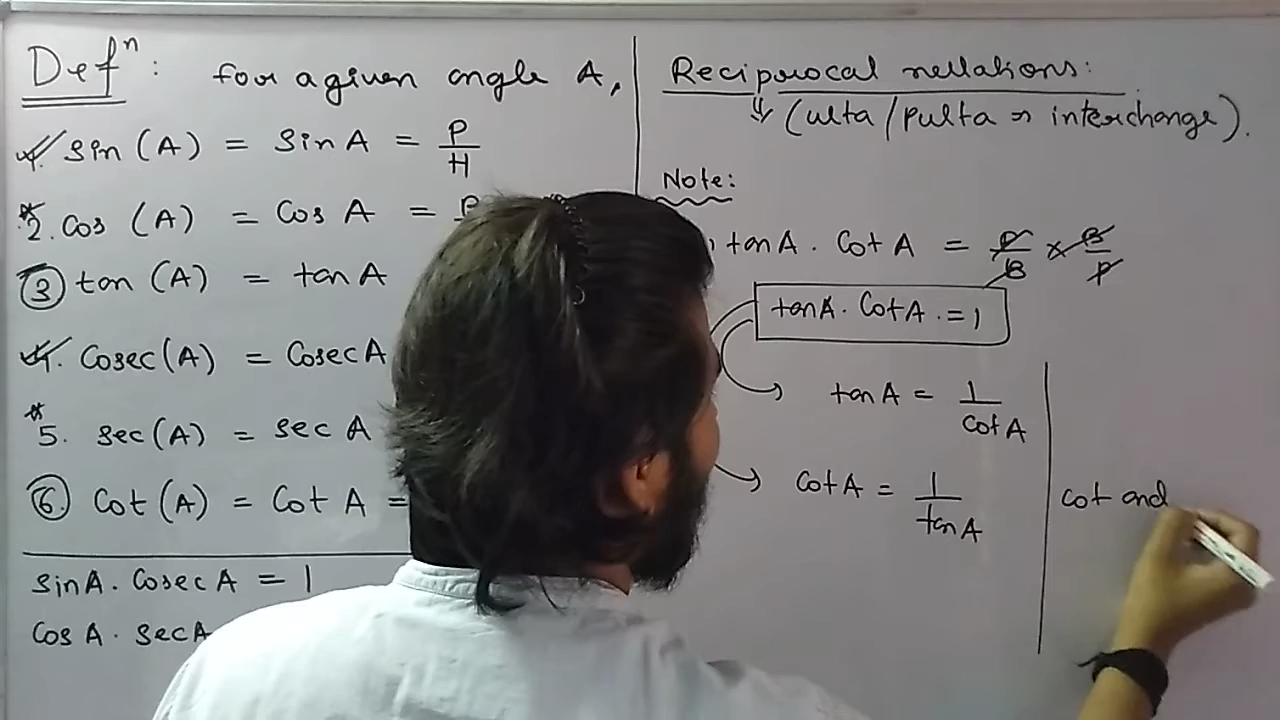 Defⁿ: for a given angle A,
1. Sin (A) = Sin A = P/H
2. Cos (A) = Cos A =
3 tan (A) = tan A
4. Cosec (A) = Cosec A
5. sec (A) = sec A
6. Cot (A) = Cot A =
sin A . Cosec A = 1
Cos A . sec A
Reciprocal rellations:
⇓ (ulta / pulta ⇒ interchange).
Note:
tan A . Cot A = P/B × B/P
tan A . Cot A . = 1
tan A = 1/Cot A
Cot A = 1/tan A
Cot and